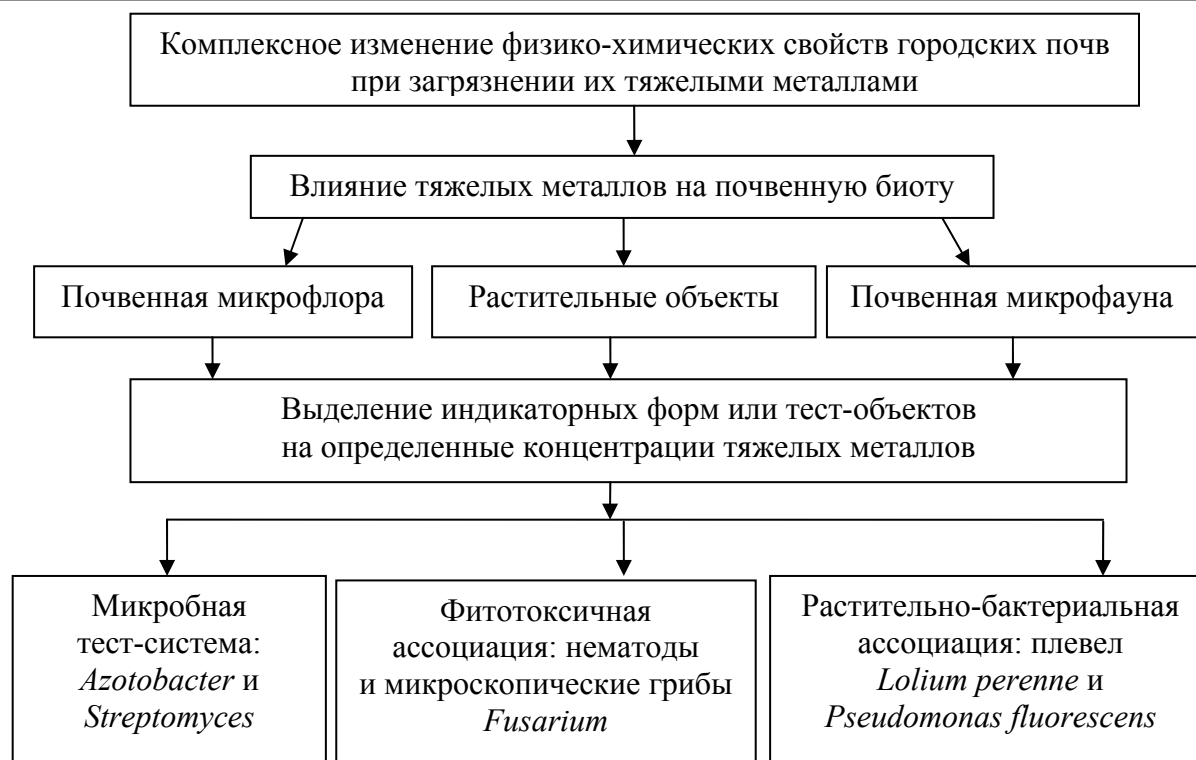 Комплексное изменение физико-химических свойств городских почв
при загрязнении их тяжелыми металлами
Влияние тяжелых металлов на почвенную биоту
Почвенная микрофлора
Растительные объекты
Почвенная микрофауна
Выделение индикаторных форм или тест-объектов
на определенные концентрации тяжелых металлов
Микробная
тест-система:
Azotobacter и
Streptomyces
Фитотоксичная
ассоциация: нематоды
и микроскопические грибы
Fusarium
Растительно-бактериальная
ассоциация: плевел
Lolium perenne и
Pseudomonas fluorescens